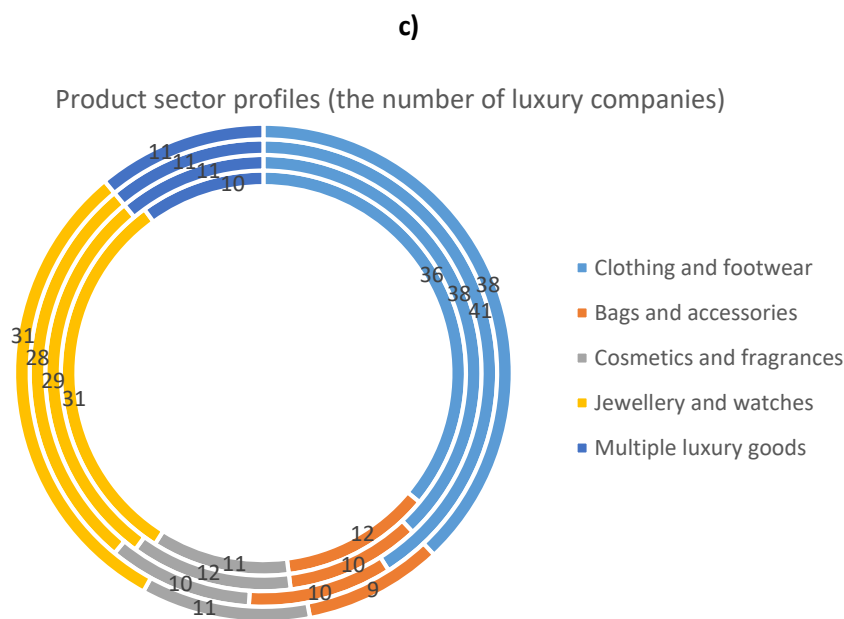 c)
Product sector profiles (the number of luxury companies)
11
11
11
10
36
38
38
41
31
28
29
31
12
10
10
9
11
12
10
11
Clothing and footwear
Bags and accessories
Cosmetics and fragrances
Jewellery and watches
Multiple luxury goods